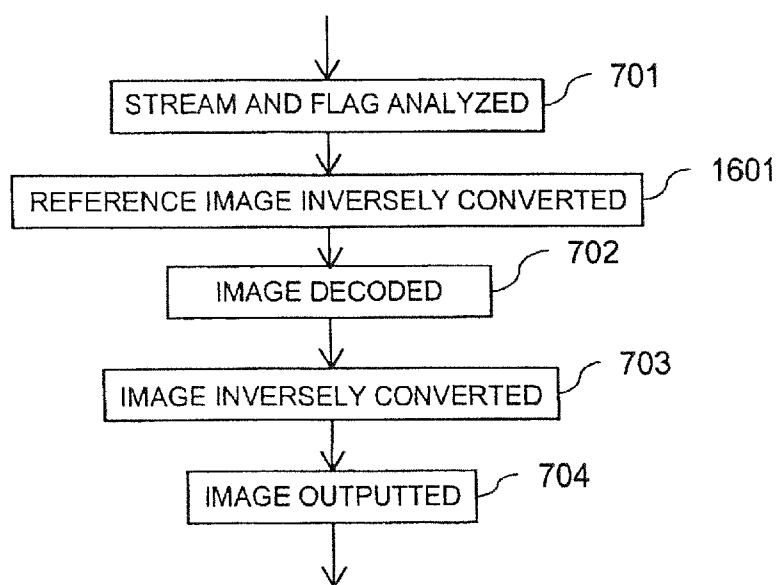 701
STREAM AND FLAG ANALYZED
1601
REFERENCE IMAGE INVERSELY CONVERTED
702
IMAGE DECODED
703
IMAGE INVERSELY CONVERTED
704
IMAGE OUTPUTTED